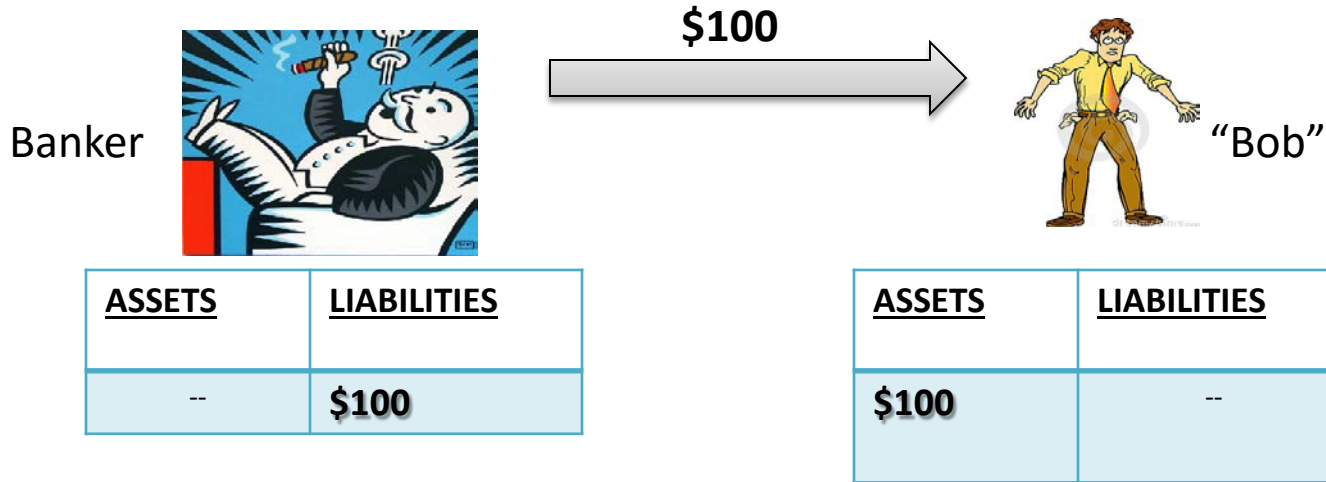 $100
Banker
“Bob”
ASSETS LIABILITIES
-- $100
ASSETS LIABILITIES
$100 --